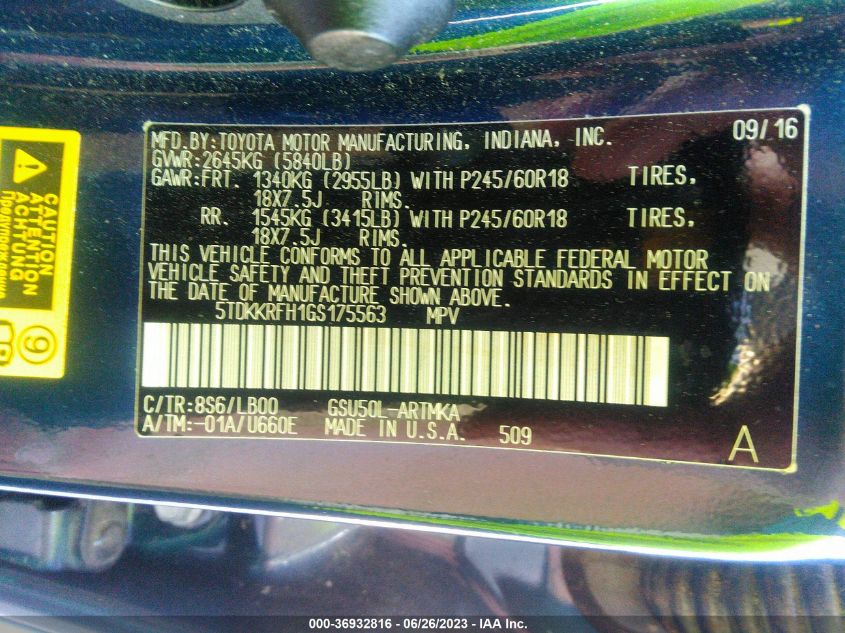 MFD.BY:TOYOTA MOTOR MANUFACTURING, INDIANA, INC. 09/16
GVWR:2645KG (5840LB)
GAWR:FRT. 1340KG (2955LB) WITH P245/60R18 TIRES,
18X7.5J RIMS.
RR. 1545KG (3415LB) WITH P245/60R18 TIRES,
18X7.5J RIMS.
THIS VEHICLE CONFORMS TO ALL APPLICABLE FEDERAL MOTOR
VEHICLE SAFETY AND THEFT PREVENTION STANDARDS IN EFFECT ON
THE DATE OF MANUFACTURE SHOWN ABOVE.
5TDKKRFH1GS175563 MPV
C/TR:8S6/LB00 GSU50L-ARTMKA
A/TM:-01A/U660E MADE IN U.S.A. 509 A
CAUTION
ATTENTION
ACHTUNG
9
000-36932816 - 06/26/2023 - IAA Inc.